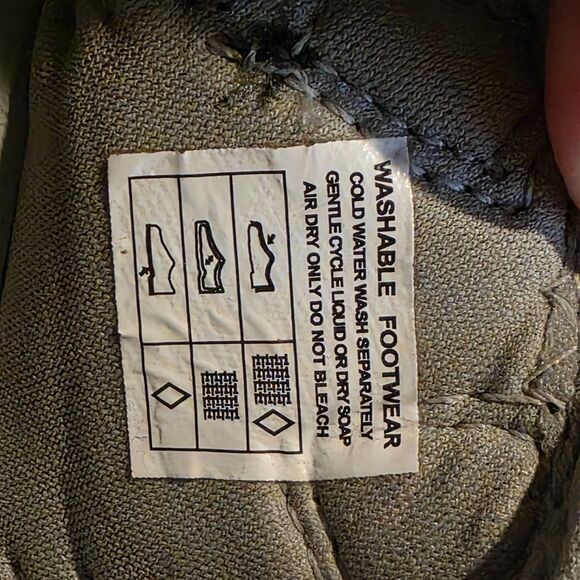 WASHABLE FOOTWEAR
COLD WATER WASH SEPARATELY
GENTLE CYCLE LIQUID OR DRY SOAP
AIR DRY ONLY DO NOT BLEACH